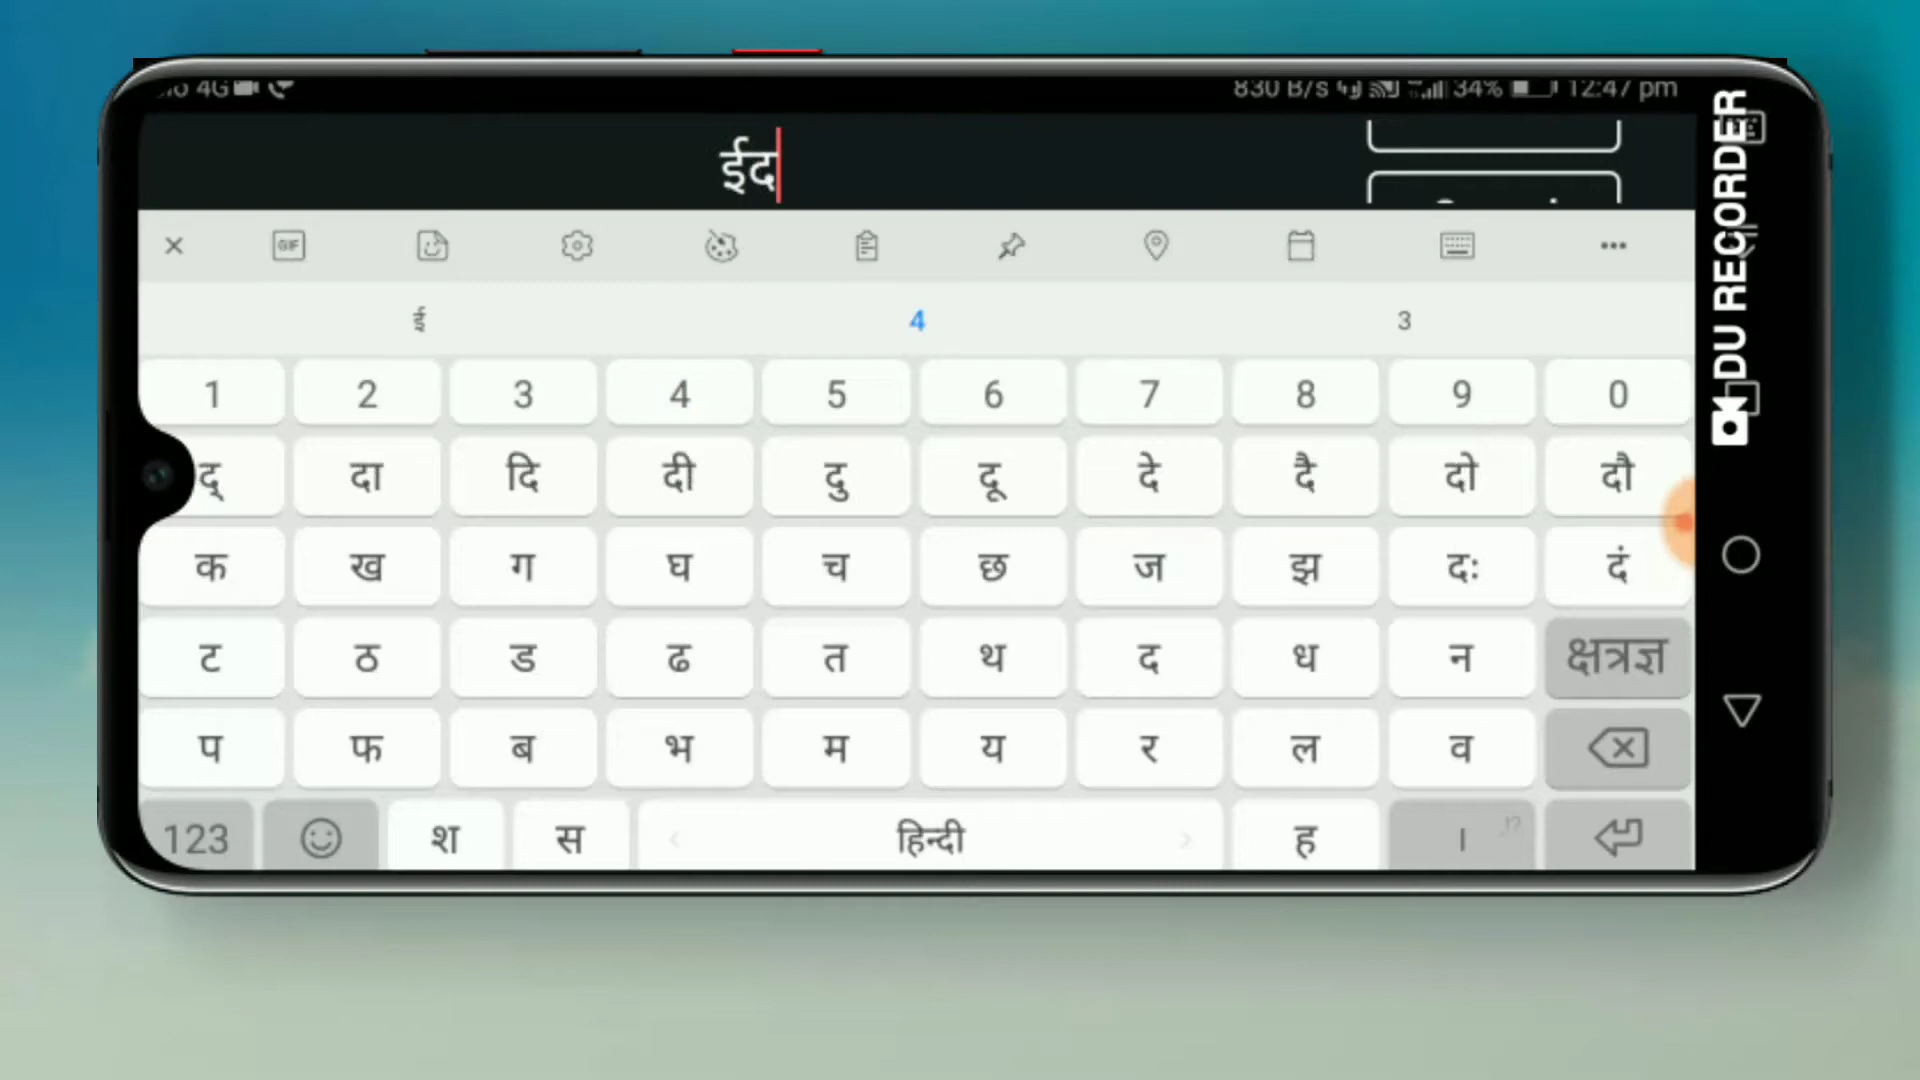 4G 830 B/s 34% 12:47 pm
ईद
GIF
ई 4 3
1 2 3 4 5 6 7 8 9 0
द् दा दि दी दु दू दे दै दो दौ
क ख ग घ च छ ज झ दः दं
ट ठ ड ढ त थ द ध न क्षत्रज्ञ
प फ ब भ म य र ल व
123 श स हिन्दी ह । ,!?
DU RECORDER